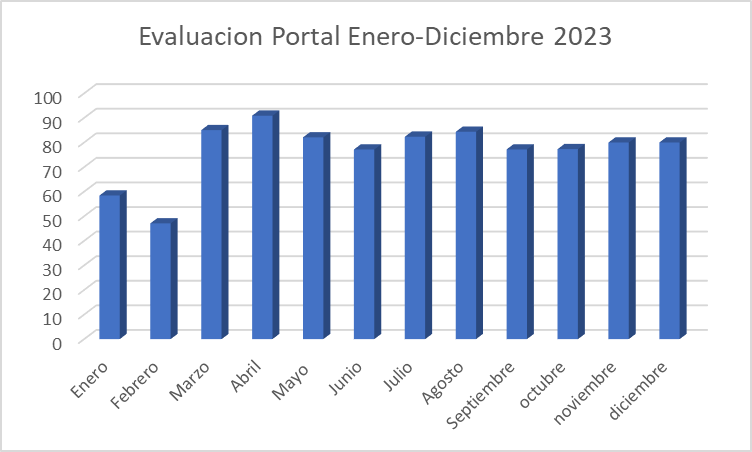 Evaluacion Portal Enero-Diciembre 2023
100
90
80
70
60
50
40
30
20
10
0
Enero
Febrero
Marzo
Abril
Mayo
Junio
Julio
Agosto
Septiembre
octubre
noviembre
diciembre